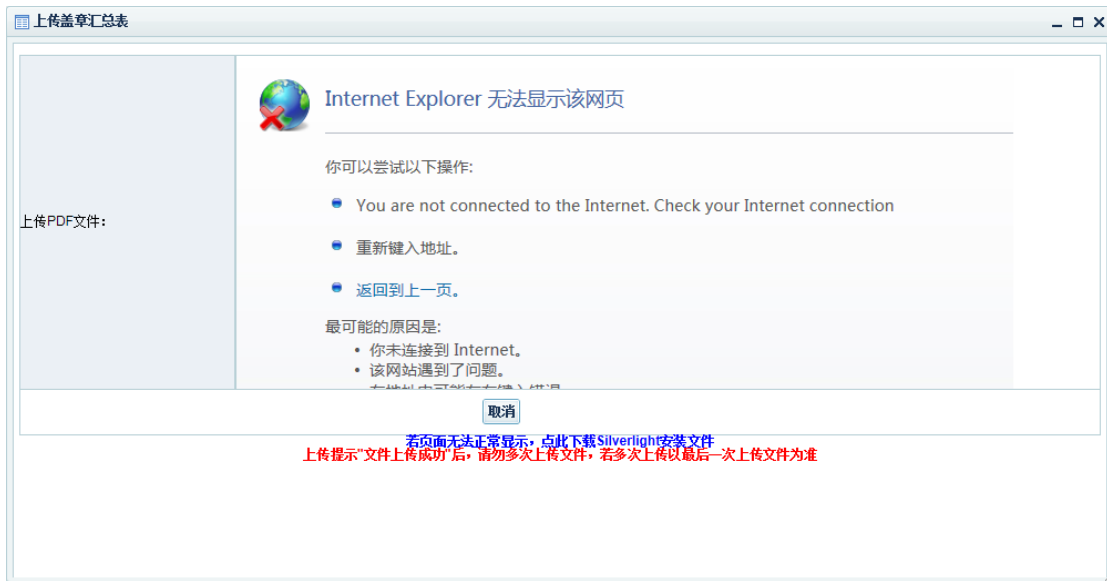 上传盖章汇总表
Internet Explorer 无法显示该网页
你可以尝试以下操作:
You are not connected to the Internet. Check your Internet connection
上传PDF文件：
重新键入地址。
返回到上一页。
最可能的原因是:
• 你未连接到 Internet。
• 该网站遇到了问题。
取消
若页面无法正常显示，点此下载Silverlight安装文件
上传提示"文件上传成功"后，请勿多次上传文件，若多次上传以最后一次上传文件为准